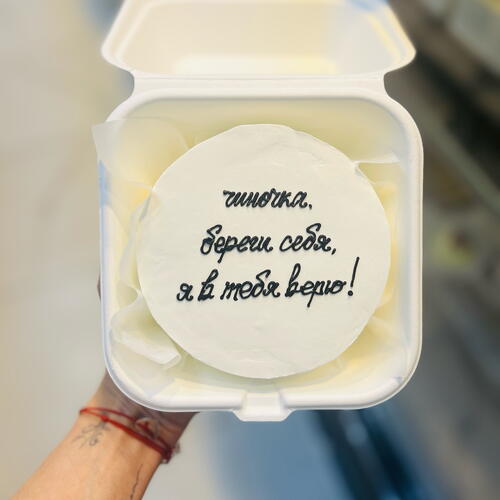 чиночка,
береги себя,
я в тебя верю!